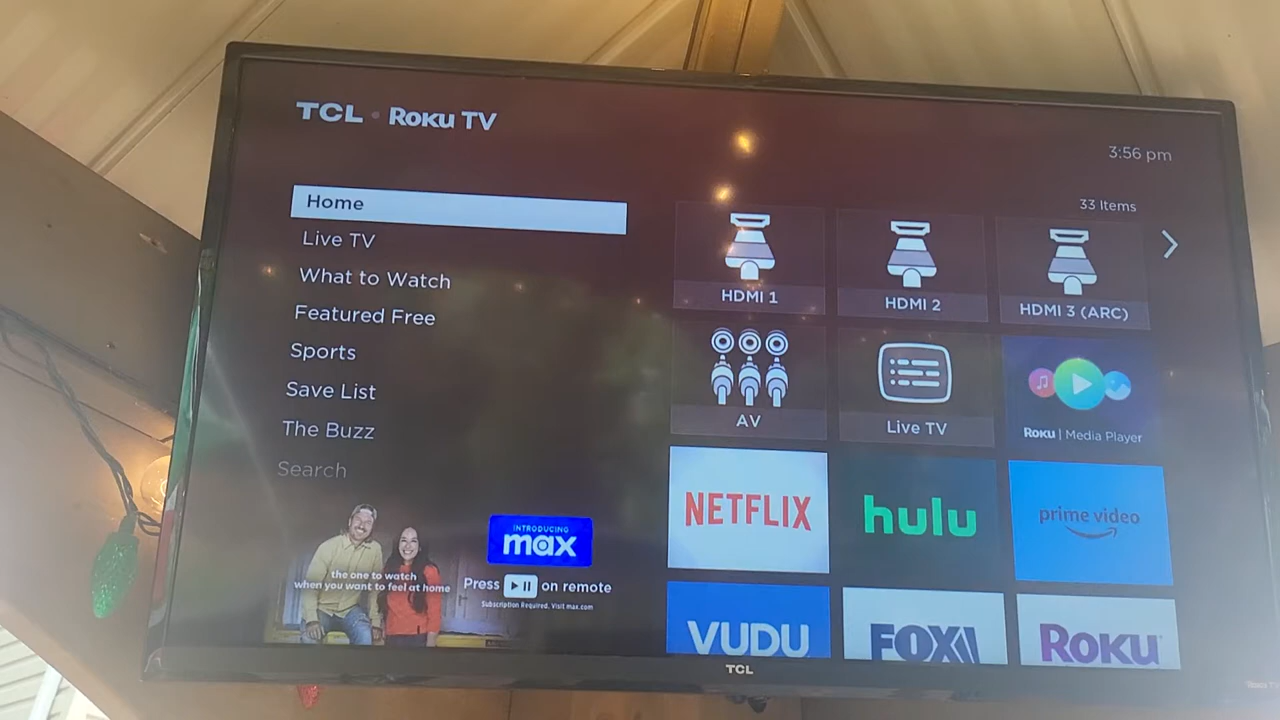 TCL • Roku TV
3:56 pm
Home
Live TV
What to Watch
Featured Free
Sports
Save List
The Buzz
Search
33 Items
HDMI 1
HDMI 2
HDMI 3 (ARC)
AV
Live TV
Roku | Media Player
NETFLIX
hulu
prime video
VUDU
FOX
Roku
the one to watch
when you want to feel at home
INTRODUCING
max
Press ▶⏸ on remote
Subscription Required. Visit max.com
TCL
Roku TV